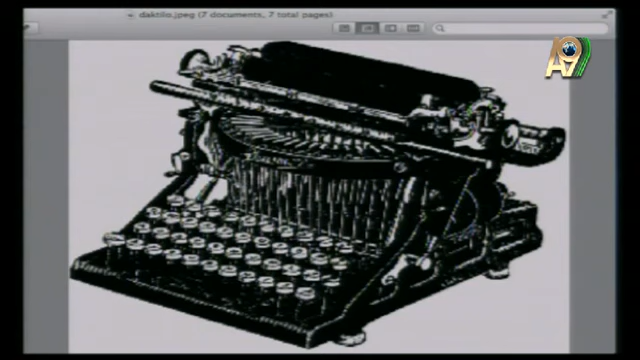 daktilo.jpeg (7 documents, 7 total pages)
A9